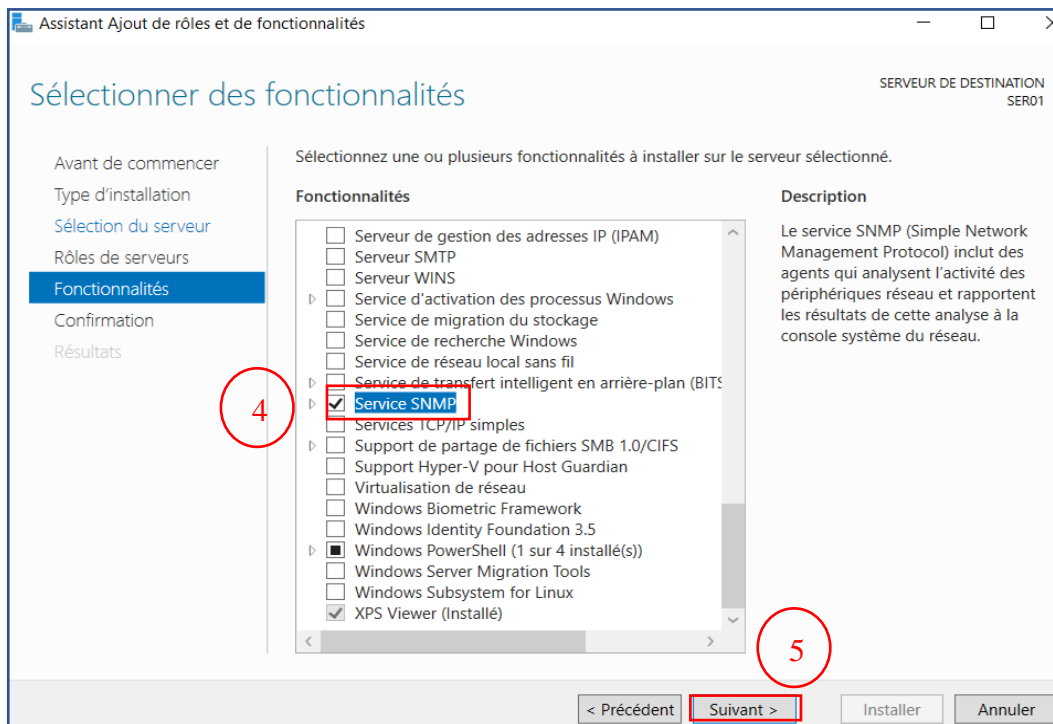 Assistant Ajout de rôles et de fonctionnalités
Sélectionner des fonctionnalités
SERVEUR DE DESTINATION
SER01
Avant de commencer
Type d'installation
Sélection du serveur
Rôles de serveurs
Fonctionnalités
Confirmation
Résultats
Sélectionnez une ou plusieurs fonctionnalités à installer sur le serveur sélectionné.
Fonctionnalités
Serveur de gestion des adresses IP (IPAM)
Serveur SMTP
Serveur WINS
Service d'activation des processus Windows
Service de migration du stockage
Service de recherche Windows
Service de réseau local sans fil
Service de transfert intelligent en arrière-plan (BITS
4
Service SNMP
Services TCP/IP simples
Support de partage de fichiers SMB 1.0/CIFS
Support Hyper-V pour Host Guardian
Virtualisation de réseau
Windows Biometric Framework
Windows Identity Foundation 3.5
Windows PowerShell (1 sur 4 installé(s))
Windows Server Migration Tools
Windows Subsystem for Linux
XPS Viewer (Installé)
Description
Le service SNMP (Simple Network
Management Protocol) inclut des
agents qui analysent l'activité des
périphériques réseau et rapportent
les résultats de cette analyse à la
console système du réseau.
5
< Précédent
Suivant >
Installer
Annuler